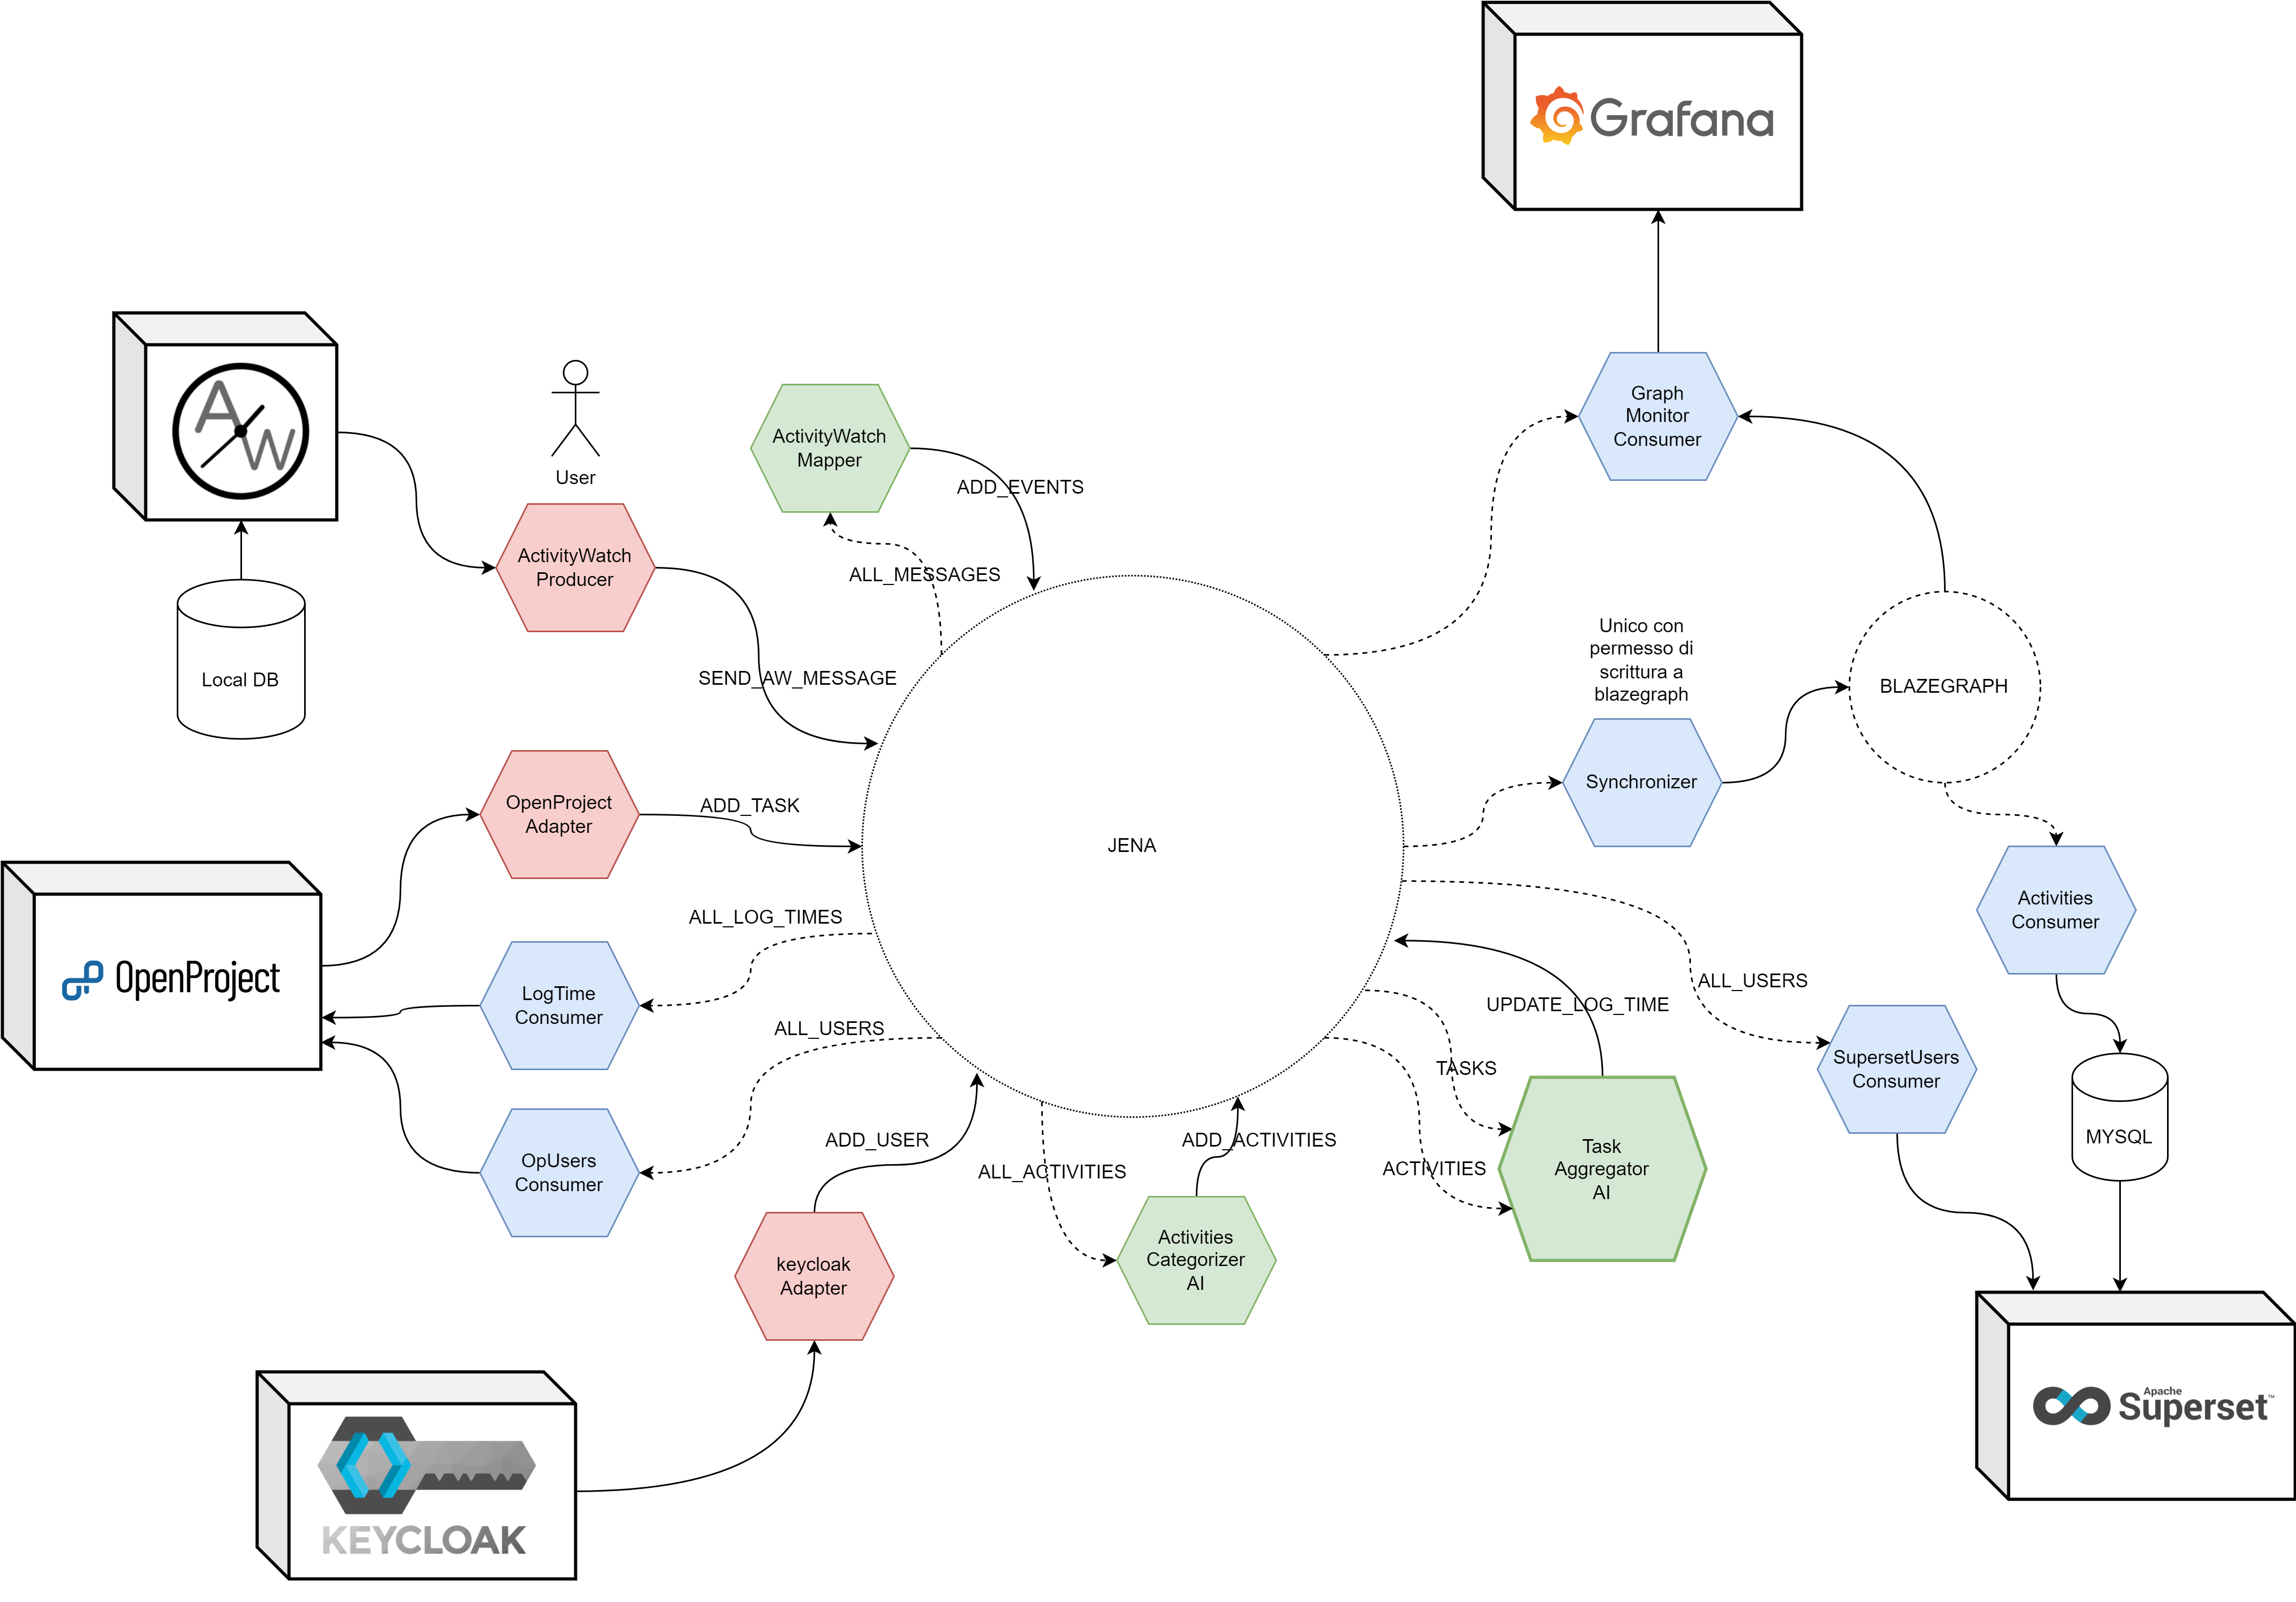 Grafana
A
W
Local DB
User
ActivityWatch
Producer
ActivityWatch
Mapper
ADD_EVENTS
ALL_MESSAGES
SEND_AW_MESSAGE
Graph
Monitor
Consumer
Unico con
permesso di
scrittura a
blazegraph
Synchronizer
BLAZEGRAPH
Activities
Consumer
OpenProject
Adapter
ADD_TASK
JENA
OpenProject
ALL_LOG_TIMES
LogTime
Consumer
ALL_USERS
OpUsers
Consumer
ADD_USER
keycloak
Adapter
KEYCLOAK
ALL_ACTIVITIES
ADD_ACTIVITIES
Activities
Categorizer
AI
UPDATE_LOG_TIME
TASKS
ACTIVITIES
Task
Aggregator
AI
ALL_USERS
SupersetUsers
Consumer
MYSQL
Apache
Superset™